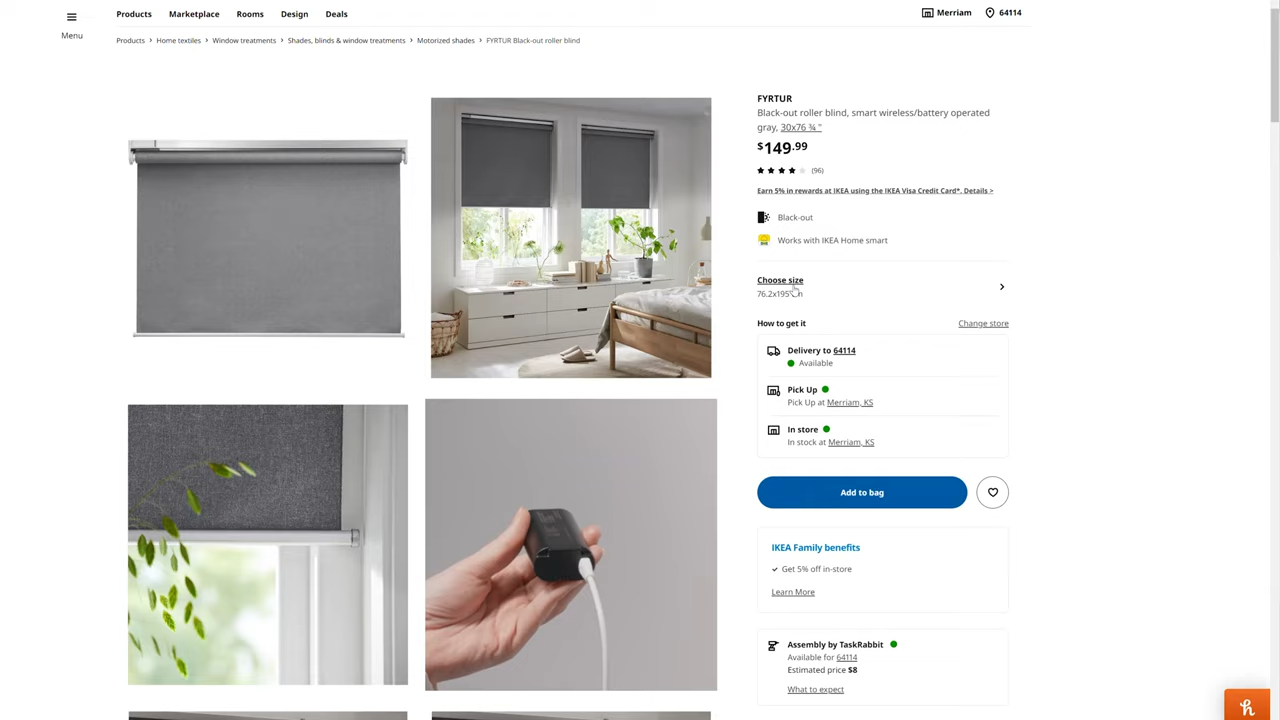 Products
Marketplace
Rooms
Design
Deals
Merriam
64114
Menu
Products > Home textiles > Window treatments > Shades, blinds & window treatments > Motorized shades > FYRTUR Black-out roller blind
FYRTUR
Black-out roller blind, smart wireless/battery operated
gray, 30x76 ¾ "
$149.99
(96)
Earn 5% in rewards at IKEA using the IKEA Visa Credit Card*. Details >
Black-out
Works with IKEA Home smart
Choose size
How to get it
Change store
Delivery to 64114
Available
Pick Up
Pick Up at Merriam, KS
In store
In stock at Merriam, KS
Add to bag
IKEA Family benefits
Get 5% off in-store
Learn More
Assembly by TaskRabbit
Available for 64114
Estimated price $8
What to expect